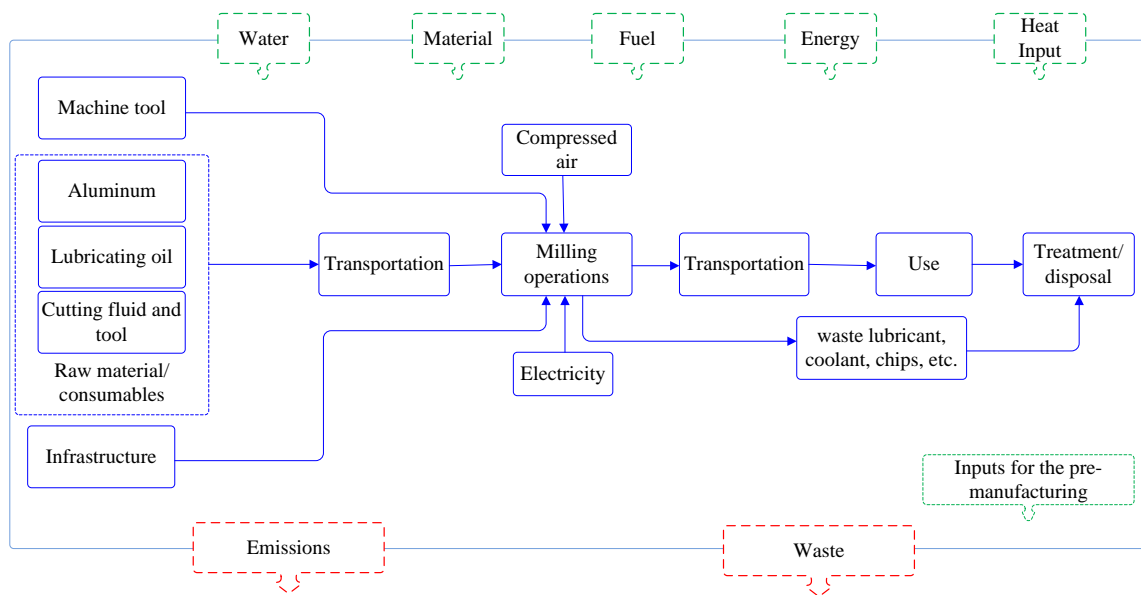 Water
Material
Fuel
Energy
Heat
Input
Machine tool
Compressed
air
Aluminum
Lubricating oil
Cutting fluid and
tool
Raw material/
consumables
Transportation
Milling
operations
Transportation
Use
Treatment/
disposal
Electricity
waste lubricant,
coolant, chips, etc.
Infrastructure
Inputs for the pre-
manufacturing
Emissions
Waste